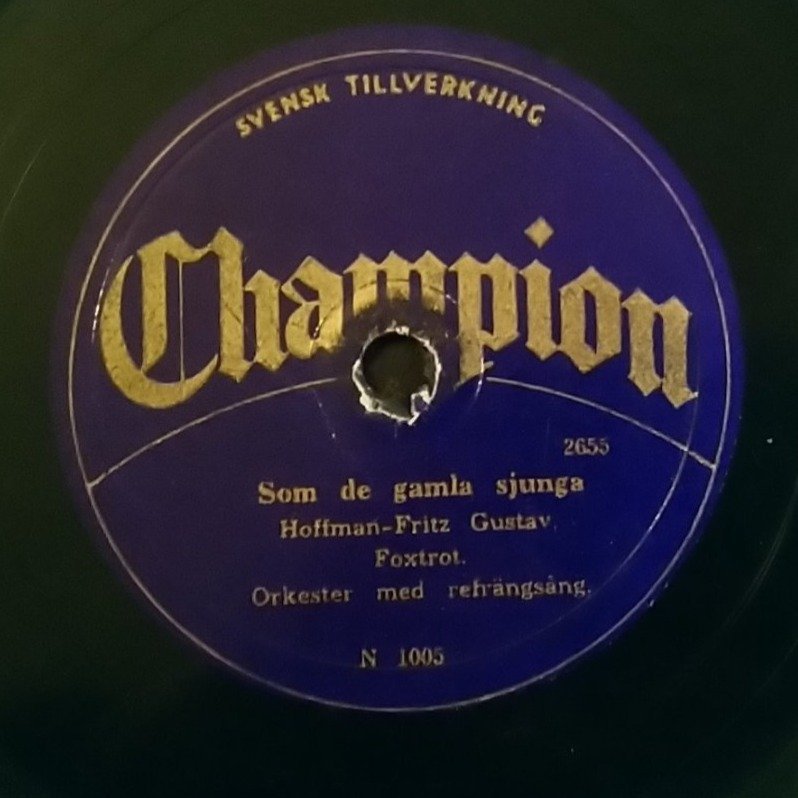 SVENSK TILLVERKNING
Champion
2655
Som de gamla sjunga
Hoffman-Fritz Gustav.
Foxtrot.
Orkester med refrängsång.
N 1005